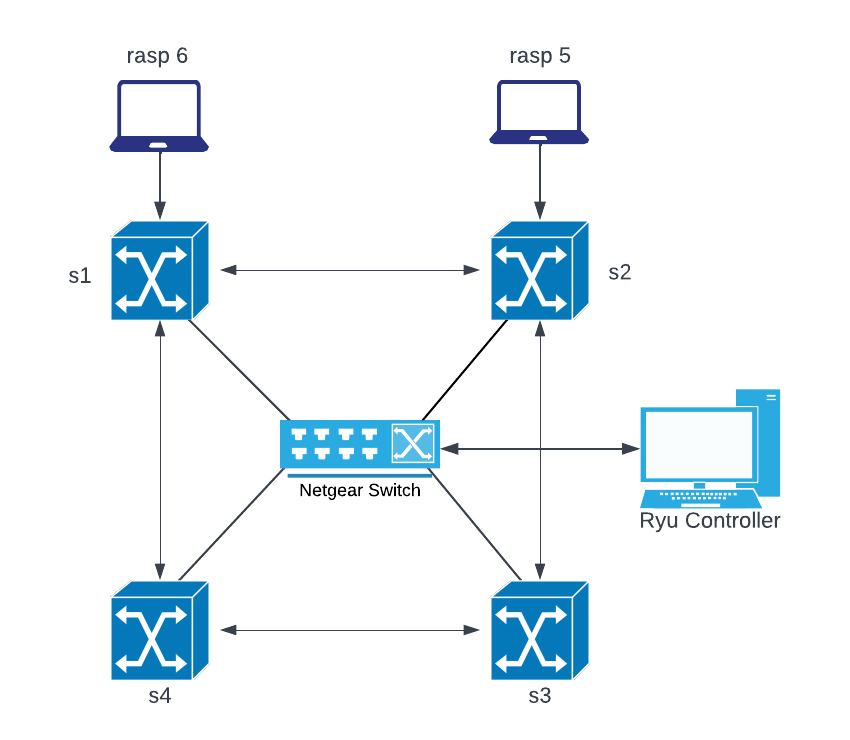 rasp 6
rasp 5
s1
s2
Netgear Switch
Ryu Controller
s4
s3